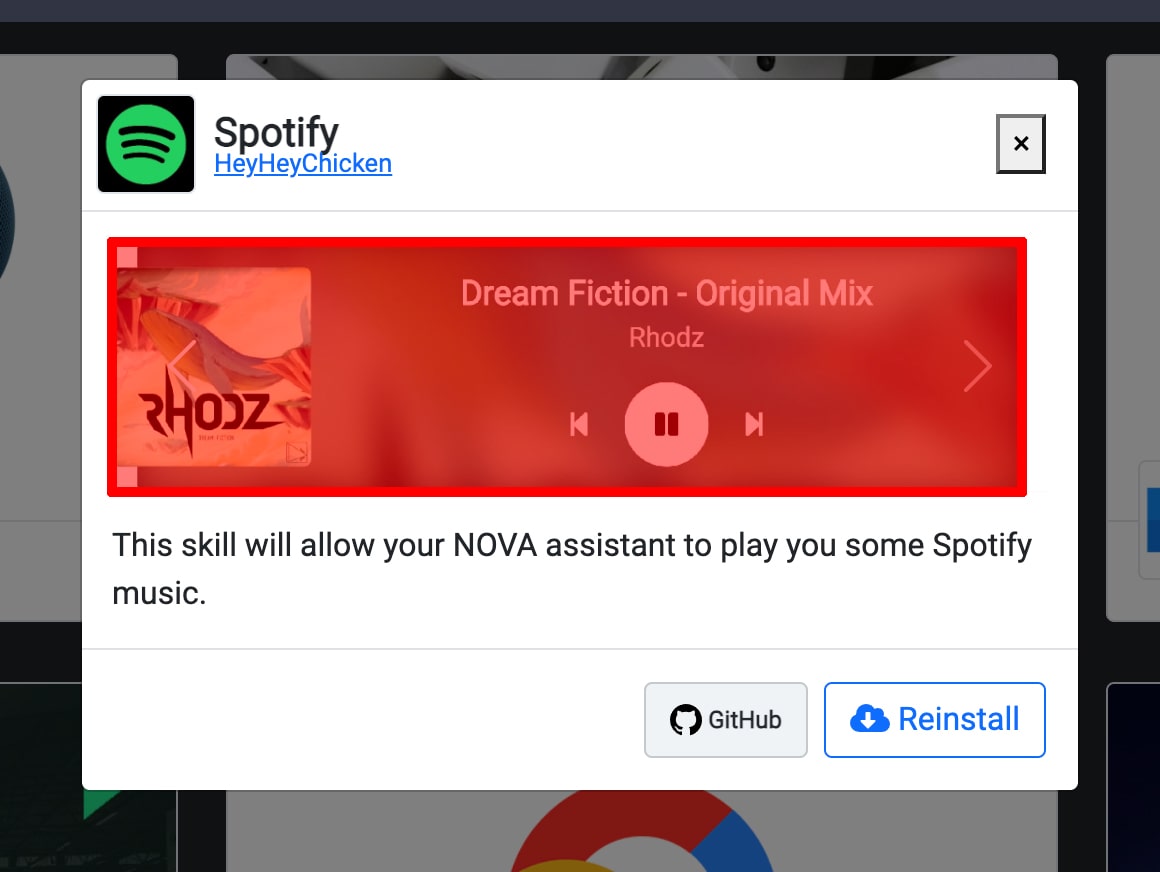 Spotify
HeyHeyChicken
×
Dream Fiction - Original Mix
Rhodz
RHODZ
DREAM FICTION
This skill will allow your NOVA assistant to play you some Spotify
music.
GitHub
Reinstall